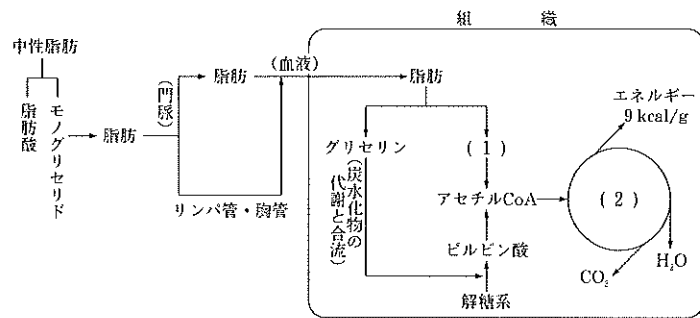 組織
中性脂肪
脂肪酸
モノグリセリド
脂肪
(門脈)
脂肪
リンパ管・胸管
(血液)
脂肪
グリセリン
(炭水化物の
代謝と合流)
(1)
アセチルCoA
ピルビン酸
解糖系
エネルギー
9 kcal/g
(2)
CO₂
H₂O